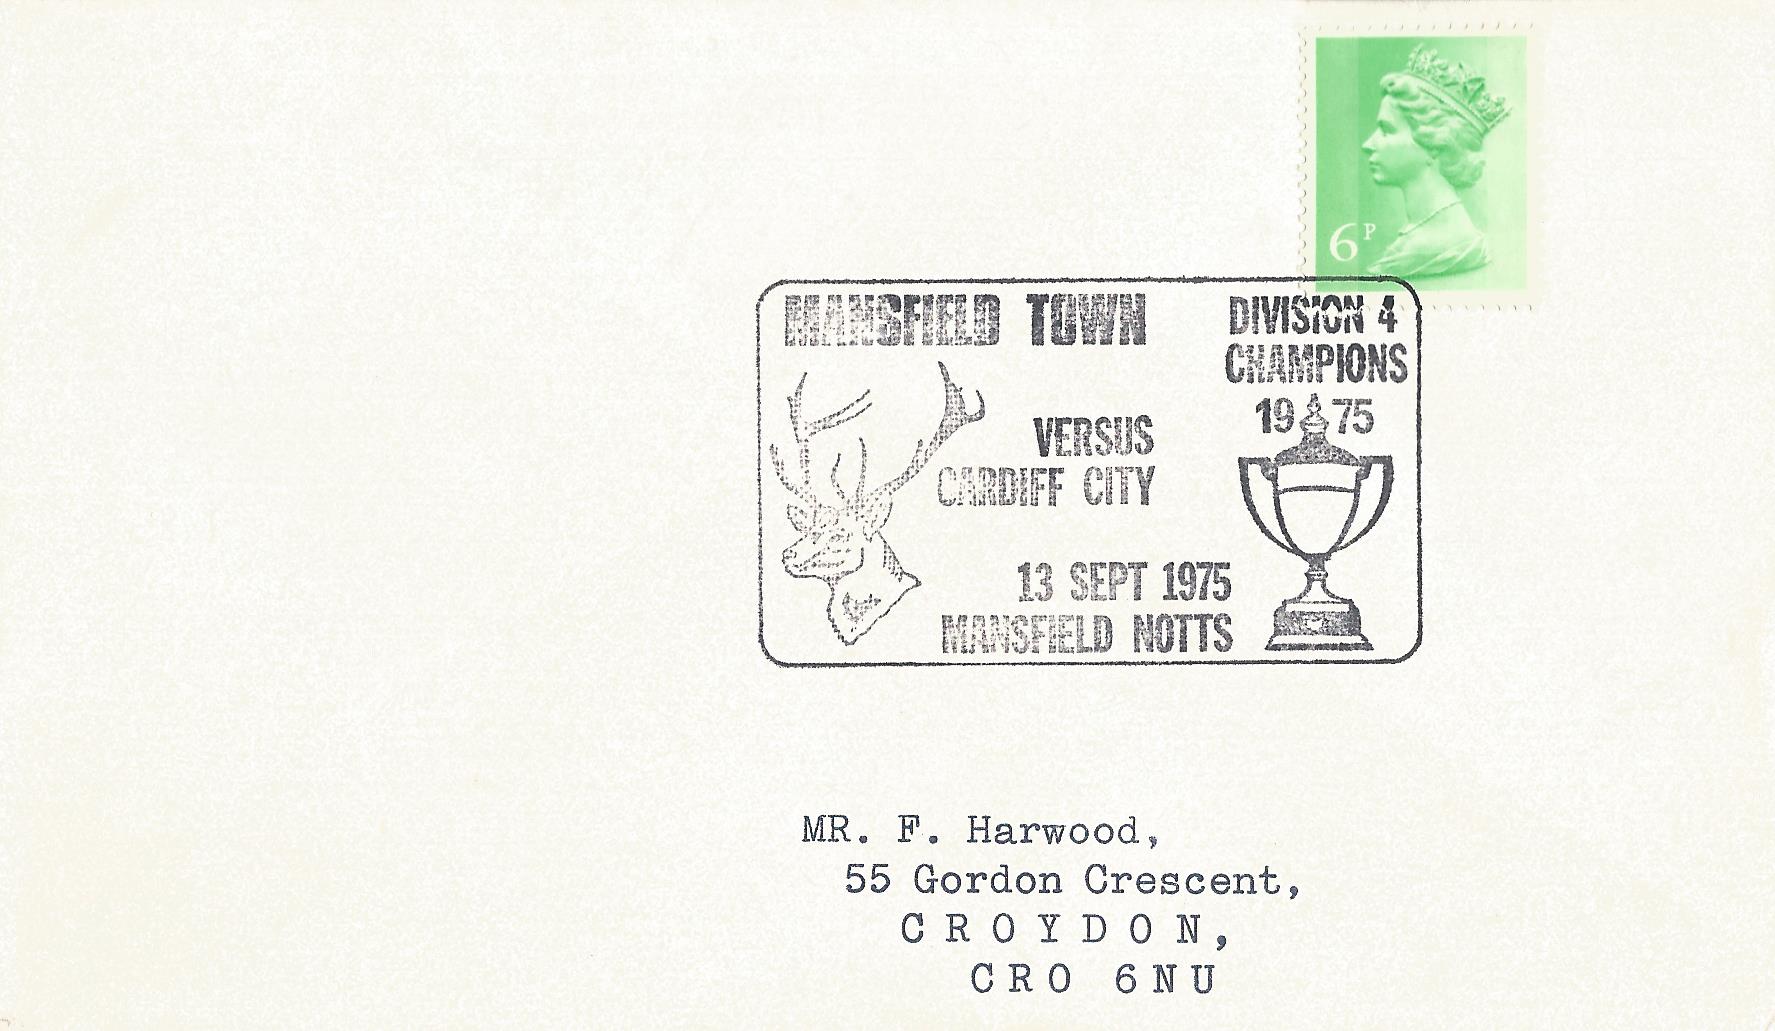 6P
MANSFIELD TOWN
DIVISION 4
CHAMPIONS
1975
VERSUS
CARDIFF CITY
13 SEPT 1975
MANSFIELD NOTTS
MR. F. Harwood,
55 Gordon Crescent,
CROYDON,
CRO 6NU